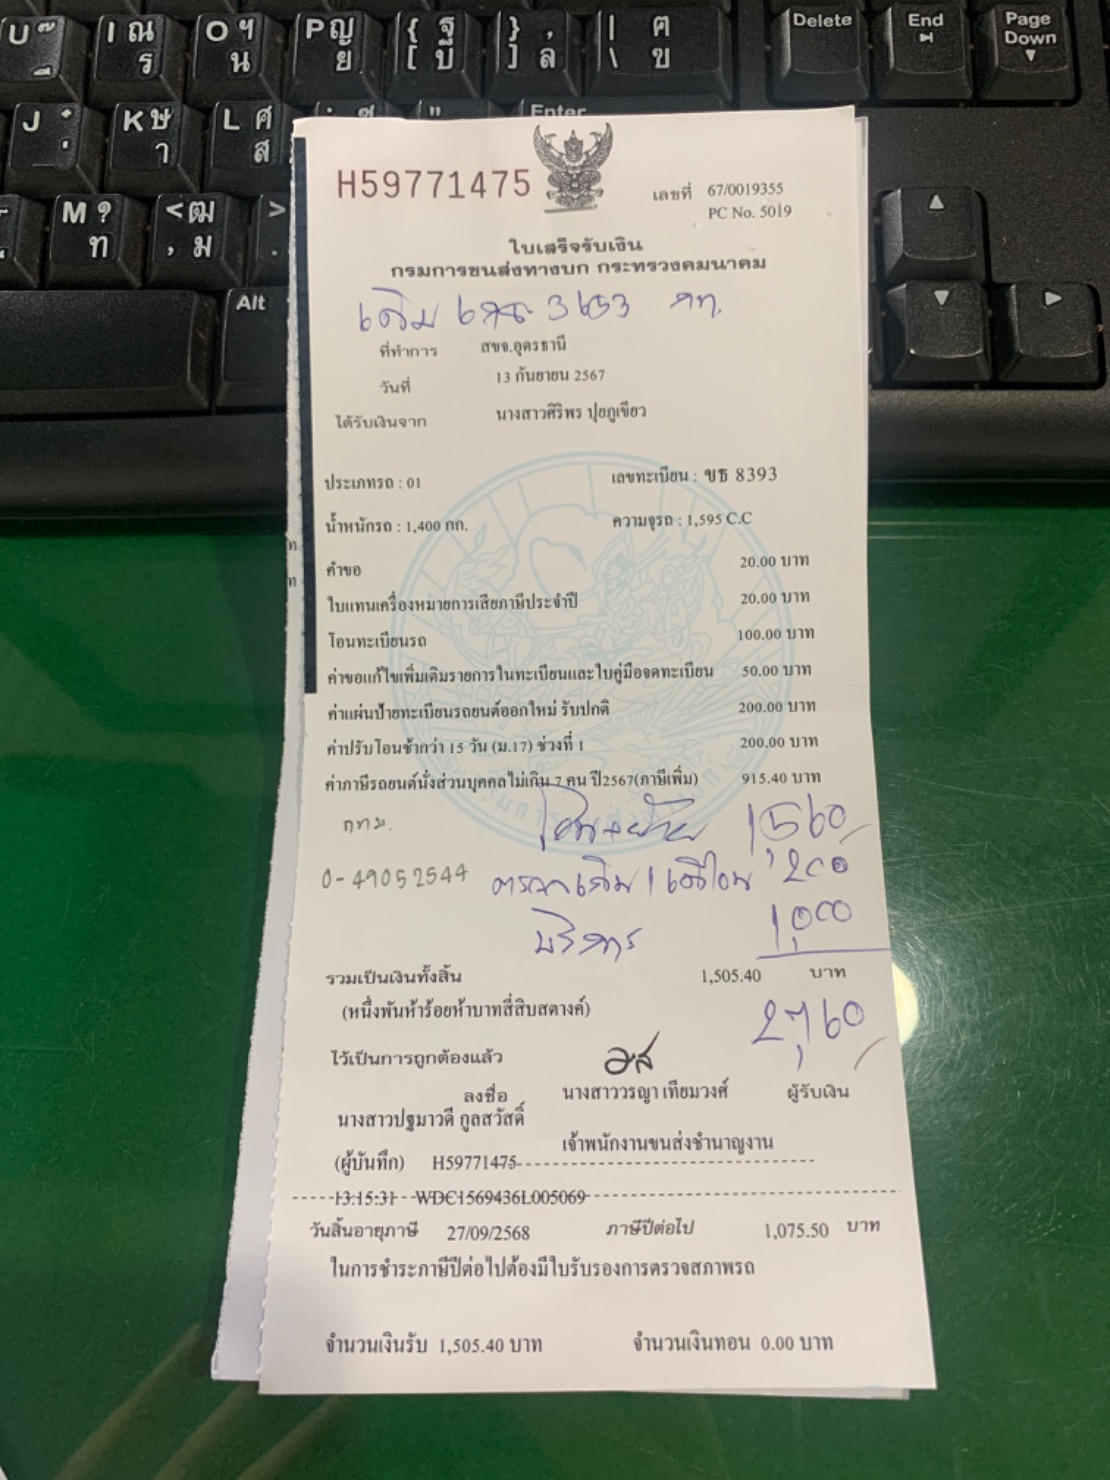 Delete End Page Down
Enter
Alt
H59771475
เลขที่ 67/0019355
PC No. 5019
ใบเสร็จรับเงิน
กรมการขนส่งทางบก กระทรวงคมนาคม
เดิม 3 กท.
ที่ทำการ สขจ.อุดรธานี
วันที่ 13 กันยายน 2567
ได้รับเงินจาก นางสาวศิริพร ปุยภูเขียว
ประเภทรถ : 01 เลขทะเบียน : ขธ 8393
น้ำหนักรถ : 1,400 กก. ความจุรถ : 1,595 C.C
คำขอ 20.00 บาท
ใบแทนเครื่องหมายการเสียภาษีประจำปี 20.00 บาท
โอนทะเบียนรถ 100.00 บาท
ค่าขอแก้ไขเพิ่มเติมรายการในทะเบียนและใบคู่มือจดทะเบียน 50.00 บาท
ค่าแผ่นป้ายทะเบียนรถยนต์ออกใหม่ รับปกติ 200.00 บาท
ค่าปรับโอนช้ากว่า 15 วัน (ม.17) ช่วงที่ 1 200.00 บาท
ค่าภาษีรถยนต์นั่งส่วนบุคคลไม่เกิน 7 คน ปี2567(ภาษีเพิ่ม) 915.40 บาท
กทม. โอน+ย้าย 1,560
0-49052544 200
บริการ 1,000
รวมเป็นเงินทั้งสิ้น 1,505.40 บาท
(หนึ่งพันห้าร้อยห้าบาทสี่สิบสตางค์)
2,760
ไว้เป็นการถูกต้องแล้ว
ลงชื่อ นางสาววรญา เทียมวงศ์ ผู้รับเงิน
นางสาวปฐมาวดี กูลสวัสดิ์
เจ้าพนักงานขนส่งชำนาญงาน
(ผู้บันทึก) H59771475
13:15:31 WDC1569436L005069
วันสิ้นอายุภาษี 27/09/2568 ภาษีปีต่อไป 1,075.50 บาท
ในการชำระภาษีปีต่อไปต้องมีใบรับรองการตรวจสภาพรถ
จำนวนเงินรับ 1,505.40 บาท จำนวนเงินทอน 0.00 บาท